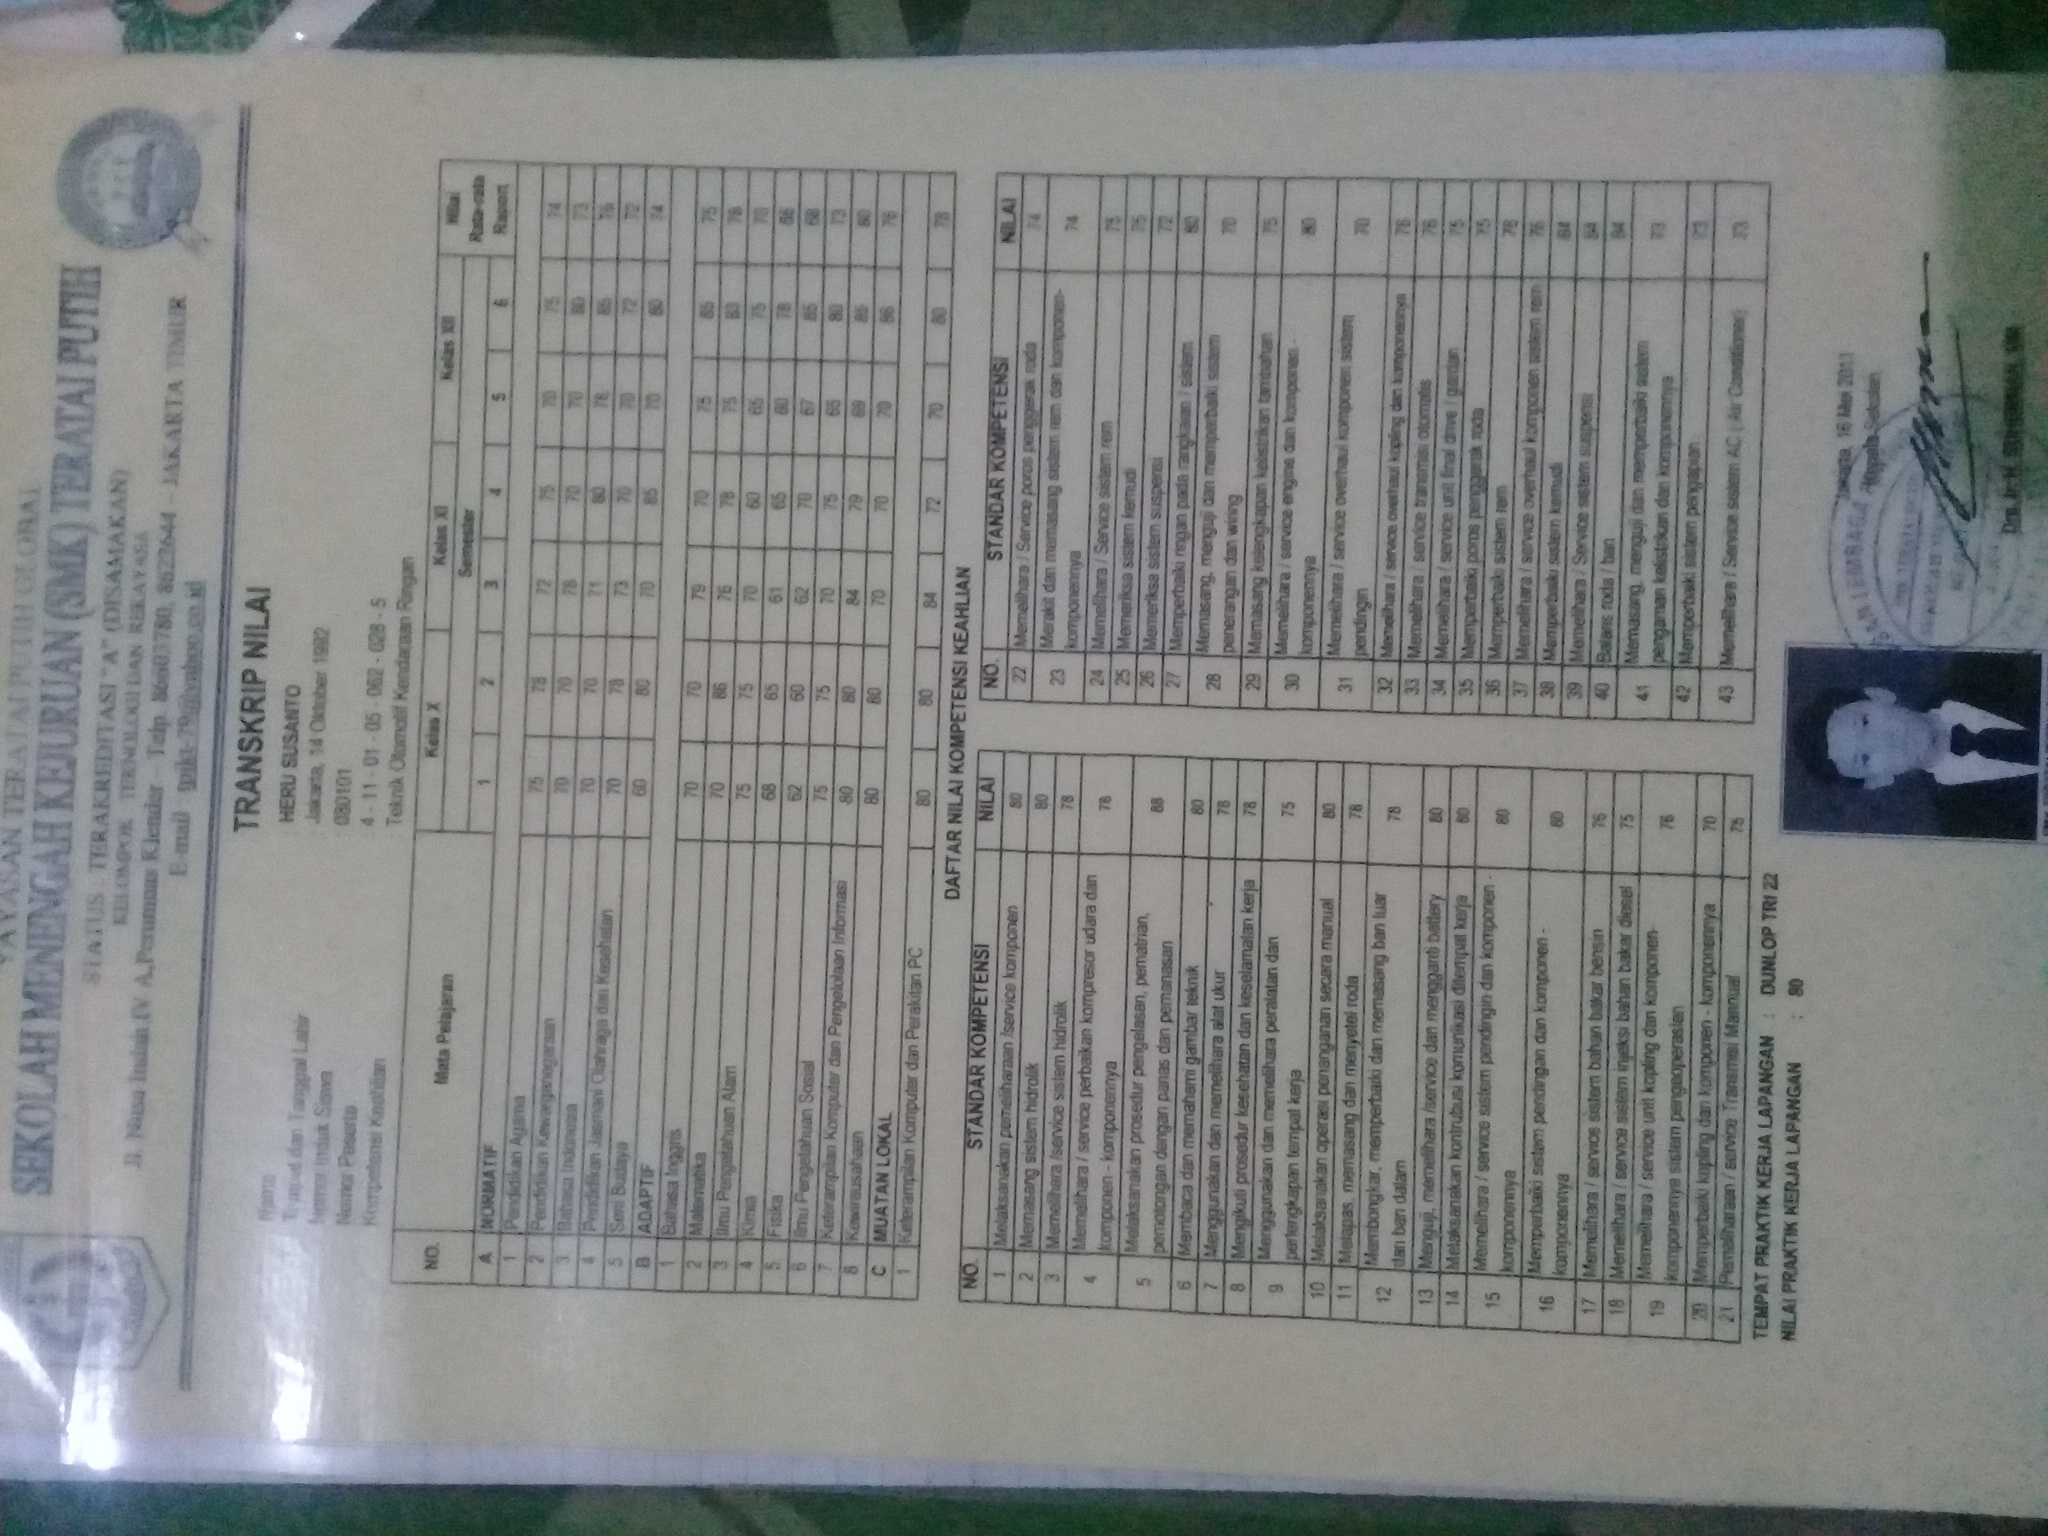 YAYASAN TERATAI PUTIH GLOBAL
SEKOLAH MENENGAH KEJURUAN (SMK) TERATAI PUTIH
STATUS : TERAKREDITASI "A" (DISAMAKAN)
KELOMPOK : TEKNOLOGI DAN REKAYASA
Jl. Nusa Indah IV A,Perumnas Klender – Telp. 86603780, 8622644 – JAKARTA TIMUR
E-mail : tpjkt-79@yahoo.co.id
TRANSKRIP NILAI
Nama : HERU SUSANTO
Tempat dan Tanggal Lahir : Jakarta, 14 Oktober 1992
Nomor Induk Siswa : 080101
Nomor Peserta : 4 - 11 - 01 - 05 - 062 - 028 - 5
Kompetensi Keahlian : Teknik Otomotif Kendaraan Ringan
NO. Mata Pelajaran Kelas X Kelas XI Kelas XII Nilai Rata-rata Raport
Semester
1 2 3 4 5 6
A NORMATIF
1 Pendidikan Agama 75 78 72 75 70 75 74
2 Pendidikan Kewarganegaraan 70 70 78 70 70 80 73
3 Bahasa Indonesia 70 70 71 80 78 85 76
4 Pendidikan Jasmani Olahraga dan Kesehatan 70 78 73 70 70 72 72
5 Seni Budaya 60 80 70 85 70 80 74
B ADAPTIF
1 Bahasa Inggris 70 70 79 70 75 85 75
2 Matematika 70 86 76 78 75 83 78
3 Ilmu Pengetahuan Alam 75 75 70 60 65 75 70
4 Kimia 68 65 61 65 60 78 66
5 Fisika 62 60 62 70 67 85 68
6 Ilmu Pengetahuan Sosial 75 75 70 75 65 80 73
7 Keterampilan Komputer dan Pengelolaan Informasi 80 80 84 79 69 85 80
8 Kewirausahaan 80 80 70 70 70 86 76
C MUATAN LOKAL
1 Keterampilan Komputer dan Perakitan PC 80 80 84 72 70 80 78
DAFTAR NILAI KOMPETENSI KEAHLIAN
NO. STANDAR KOMPETENSI NILAI
1 Melaksanakan pemeliharaan /service komponen 80
2 Memasang sistem hidrolik 80
3 Memelihara /service sistem hidrolik 78
4 Memelihara / service perbaikan kompresor udara dan
komponen - komponennya 76
5 Melaksanakan prosedur pengelasan, pematrian,
pemotongan dengan panas dan pemanasan 88
6 Membaca dan memahami gambar teknik 80
7 Menggunakan dan memelihara alat ukur 78
8 Mengikuti prosedur kesehatan dan keselamatan kerja 78
9 Menggunakan dan memelihara peralatan dan
perlengkapan tempat kerja 75
10 Melaksanakan operasi penanganan secara manual 80
11 Melapas, memasang dan menyetel roda 78
12 Membongkar, memperbaiki dan memasang ban luar
dan ban dalam 78
13 Menguji, memelihara /service dan mengganti battery 80
14 Melaksanakan kontrubusi komunikasi ditempat kerja 80
15 Memelihara / service sistem pendingin dan komponen -
komponennya 80
16 Memperbaiki sistem pendingan dan komponen -
komponennya 80
17 Memelihara / service sistem bahan bakar bensin 76
18 Memelihara / service sistem injeksi bahan bakar diesel 75
19 Memelihara / service unit kopling dan komponen-
komponennya sistem pengeoperasian 76
20 Memperbaiki kopling dan komponen - komponennya 70
21 Pemeliharaan / service Transmisi Mannual 75
NO. STANDAR KOMPETENSI NILAI
22 Memelihara / Service poros penggerak roda 74
23 Merakit dan memasang sistem rem dan komponen-
komponennya 74
24 Memelihara / Service sistem rem 75
25 Memeriksa sistem kemudi 75
26 Memeriksa sistem suspensi 72
27 Memperbaiki ringan pada rangkaian / sistem 80
28 Memasang, menguji dan memperbaiki sistem
penerangan dan wiring 70
29 Memasang kelengkapan kelistrikan tambahan 75
30 Memelihara / service engine dan komponen -
komponennya 80
31 Memelihara / service overhaul komponen sistem
pendingin 70
32 Memelihara / service overhaul kopling dan komponennya 76
33 Memelihara / service transmisi otomatis 76
34 Memelihara / service unit final drive / gardan 75
35 Memperbaiki poros penggerak roda 75
36 Memperbaiki sistem rem 76
37 Memelihara / service overhaul komponen sistem rem 76
38 Memperbaiki sistem kemudi 84
39 Memelihara / Service sistem suspensi 84
40 Balans roda / ban 84
41 Memasang, menguji dan memperbaiki sistem
pengaman kelistrikan dan komponennya 73
42 Memperbaiki sistem pengapian 73
43 Memelihara / Service sistem AC ( Air Conditioner) 73
TEMPAT PRAKTIK KERJA LAPANGAN : DUNLOP TRI 22
NILAI PRAKTIK KERJA LAPANGAN : 80
Jakarta, 16 Mei 2011
Kepala Sekolah
Drs. Ir. H. SUHERMAN, MM